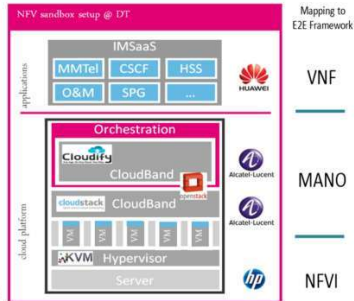 NFV sandbox setup @ DT
Mapping to
E2E Framework
applications
IMSaaS
MMTel CSCF HSS
O&M SPG ...
HUAWEI
VNF
cloud platform
Orchestration
Cloudify
CloudBand
openstack
Alcatel-Lucent
MANO
cloudstack CloudBand
Alcatel-Lucent
VM VM VM VM VM
KVM Hypervisor
Server
hp
NFVI